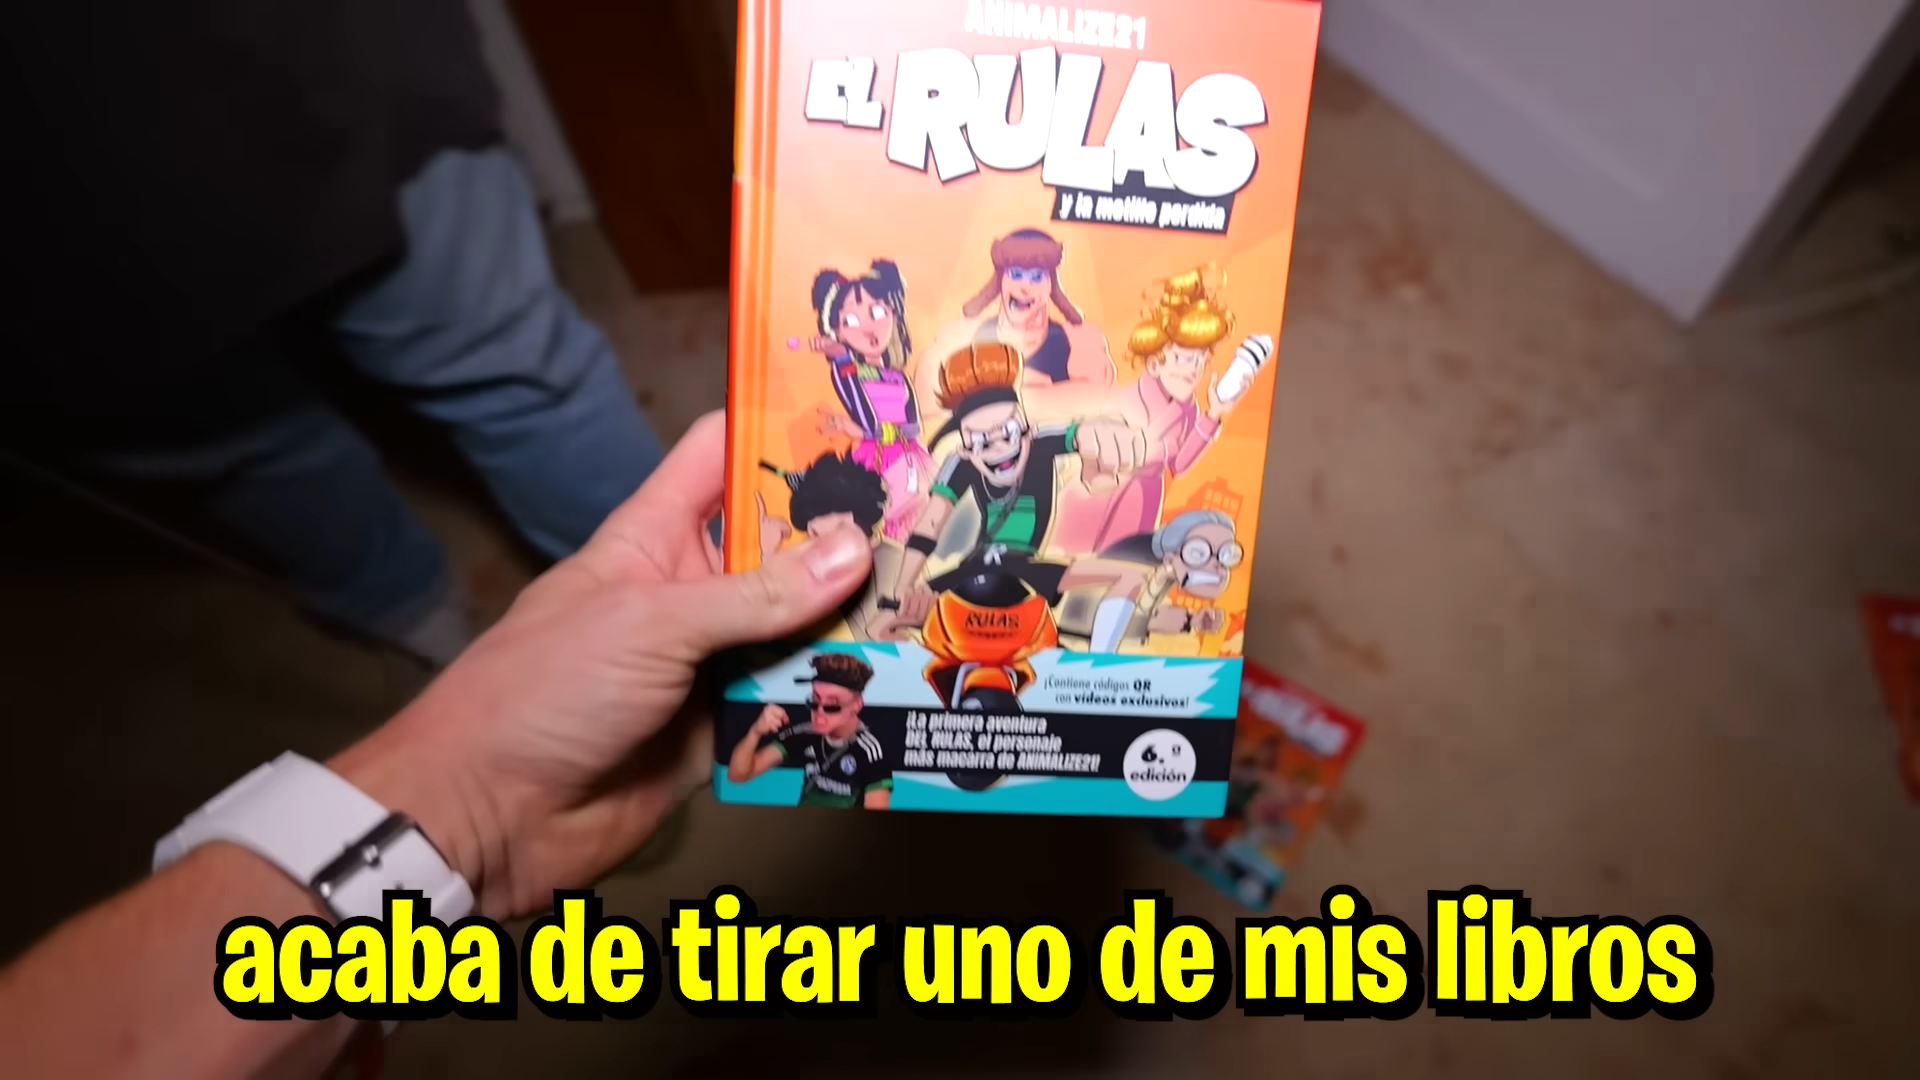 ANIMALIZE21
EL RULAS
y la motillo perdida
RULAS
¡Contiene códigos QR
con vídeos exclusivos!
¡La primera aventura
DEL RULAS, el personaje
más macarra de ANIMALIZE21!
6.ª
edición
acaba de tirar uno de mis libros